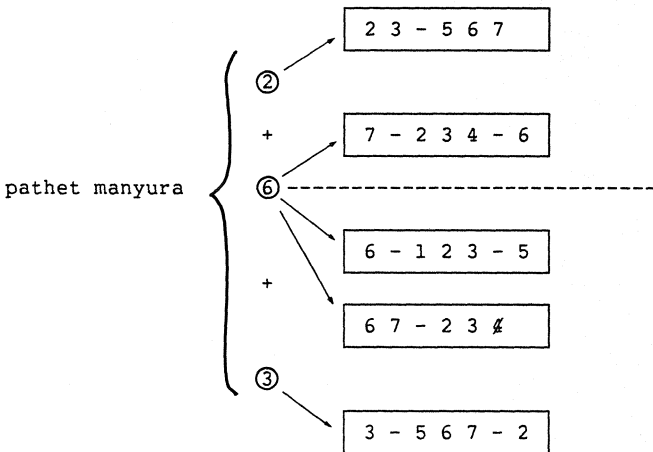 2 3 - 5 6 7
②
+
7 - 2 3 4 - 6
pathet manyura
⑥
6 - 1 2 3 - 5
+
6 7 - 2 3 4̸
③
3 - 5 6 7 - 2